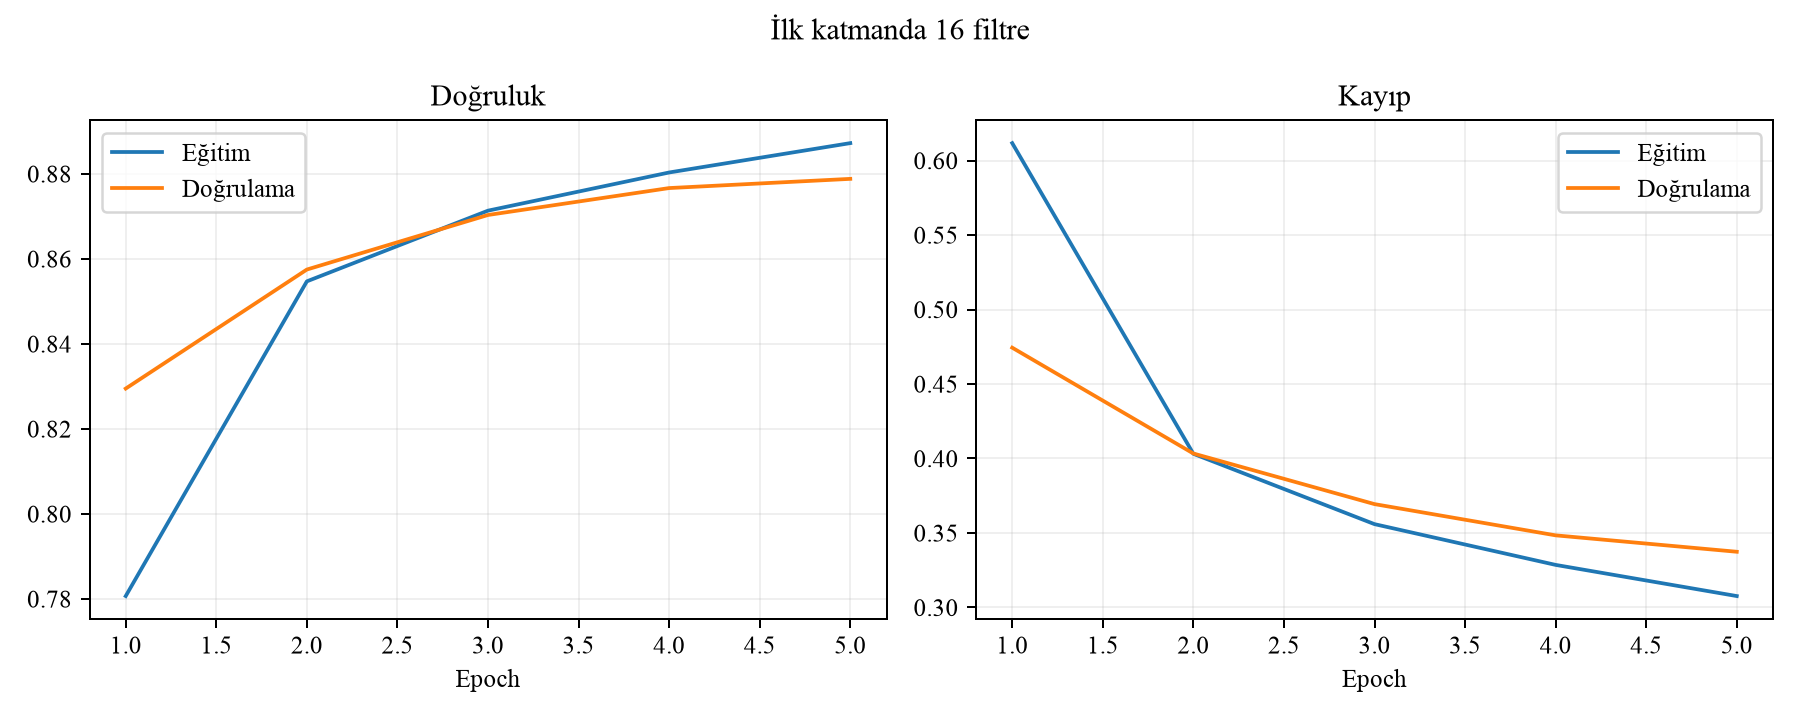 İlk katmanda 16 filtre
Doğruluk
Eğitim
Doğrulama
0.88
0.86
0.84
0.82
0.80
0.78
1.0 1.5 2.0 2.5 3.0 3.5 4.0 4.5 5.0
Epoch
Kayıp
Eğitim
Doğrulama
0.60
0.55
0.50
0.45
0.40
0.35
0.30
1.0 1.5 2.0 2.5 3.0 3.5 4.0 4.5 5.0
Epoch